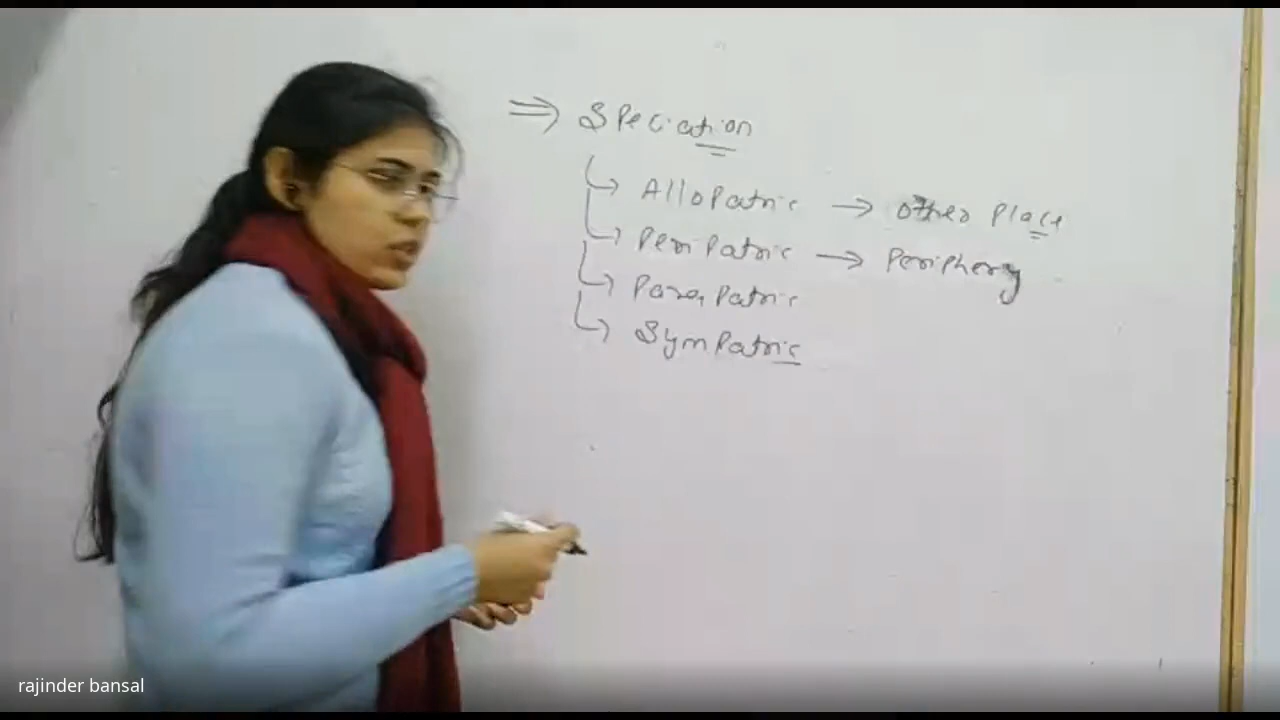 ⇒ Speciation
↳ Allopatric → other place
↳ Peripatric → Periphery
↳ Parapatric
↳ Sympatric
rajinder bansal